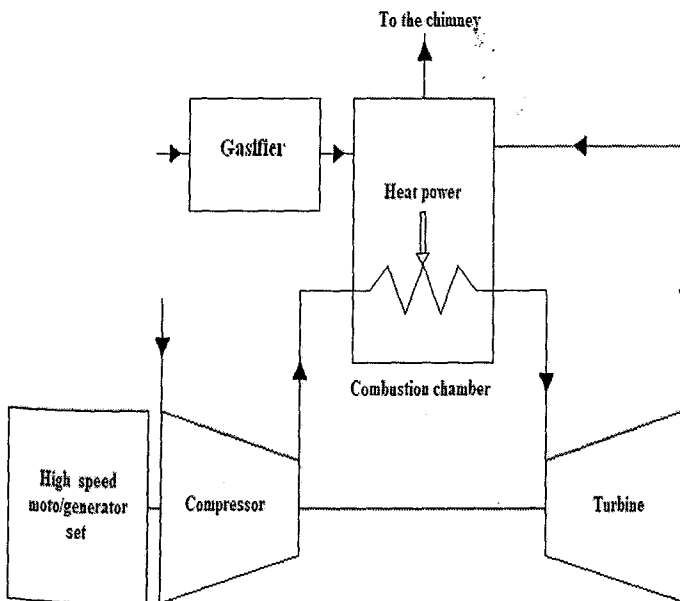 To the chimney
Gasifier
Heat power
Combustion chamber
High speed
moto/generator
set
Compressor
Turbine